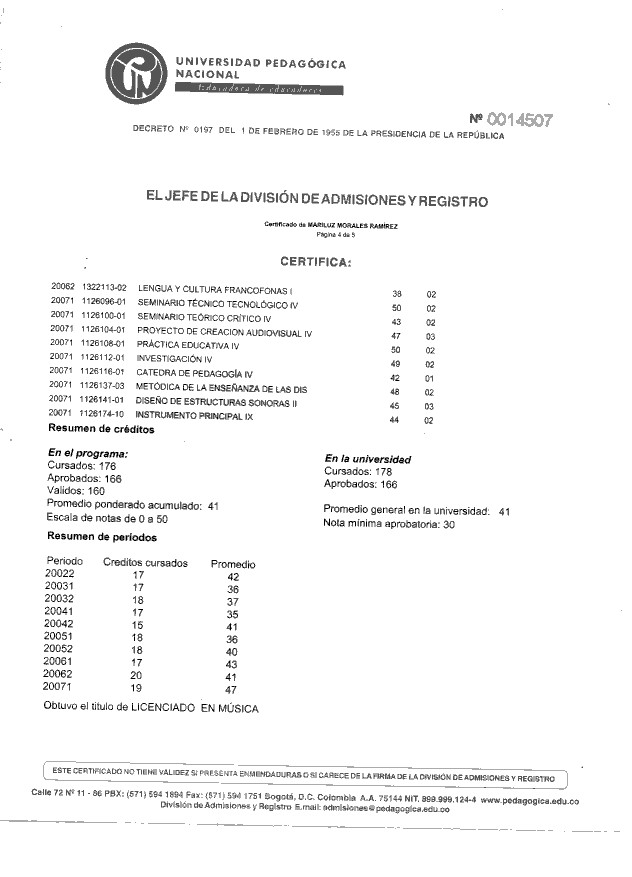 UNIVERSIDAD PEDAGÓGICA
NACIONAL
Educadora de educadores
Nº 0014507
DECRETO Nº 0197 DEL 1 DE FEBRERO DE 1955 DE LA PRESIDENCIA DE LA REPÚBLICA
EL JEFE DE LA DIVISIÓN DE ADMISIONES Y REGISTRO
Certificado de MARILUZ MORALES RAMÍREZ
Página 4 de 5
CERTIFICA:
20062 1322113-02 LENGUA Y CULTURA FRANCOFONAS I 38 02
20071 1126096-01 SEMINARIO TÉCNICO TECNOLÓGICO IV 50 02
20071 1126100-01 SEMINARIO TEÓRICO CRÍTICO IV 43 02
20071 1126104-01 PROYECTO DE CREACION AUDIOVISUAL IV 47 03
20071 1126108-01 PRÁCTICA EDUCATIVA IV 50 02
20071 1126112-01 INVESTIGACIÓN IV 49 02
20071 1126116-01 CATEDRA DE PEDAGOGÍA IV 42 01
20071 1126137-03 METÓDICA DE LA ENSEÑANZA DE LAS DIS 48 02
20071 1126141-01 DISEÑO DE ESTRUCTURAS SONORAS II 45 03
20071 1126174-10 INSTRUMENTO PRINCIPAL IX 44 02
Resumen de créditos
En el programa:
Cursados: 176
Aprobados: 166
Validos: 160
Promedio ponderado acumulado: 41
Escala de notas de 0 a 50
En la universidad
Cursados: 178
Aprobados: 166
Promedio general en la universidad: 41
Nota mínima aprobatoria: 30
Resumen de periodos
Periodo Creditos cursados Promedio
20022 17 42
20031 17 36
20032 18 37
20041 17 35
20042 15 41
20051 18 36
20052 18 40
20061 17 43
20062 20 41
20071 19 47
Obtuvo el titulo de LICENCIADO EN MÚSICA
ESTE CERTIFICADO NO TIENE VALIDEZ SI PRESENTA ENMENDADURAS O SI CARECE DE LA FIRMA DE LA DIVISIÓN DE ADMISIONES Y REGISTRO
Calle 72 Nº 11 - 86 PBX: (571) 594 1894 Fax: (571) 594 1751 Bogotá, D.C. Colombia A.A. 75144 NIT. 899.999.124-4 www.pedagogica.edu.co
División de Admisiones y Registro E.mail: admisiones@pedagogica.edu.co